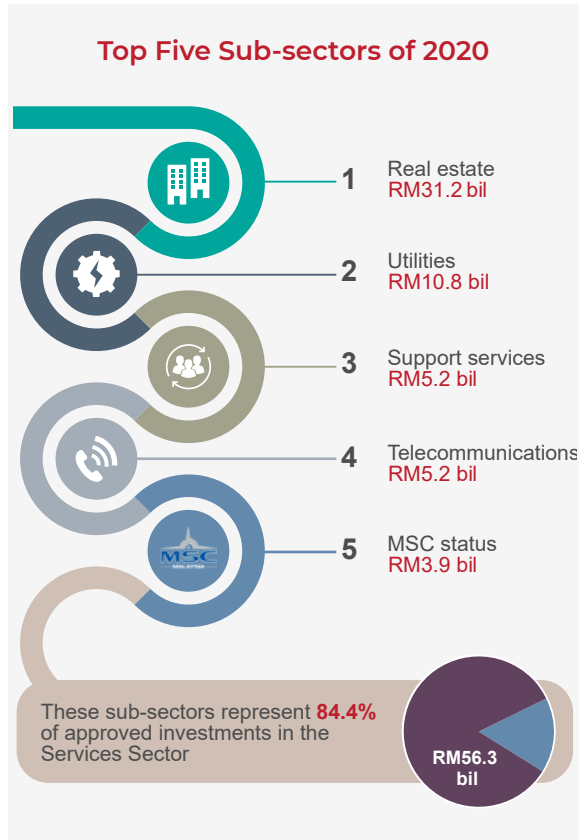 Top Five Sub-sectors of 2020
1
Real estate
RM31.2 bil
2
Utilities
RM10.8 bil
3
Support services
RM5.2 bil
4
Telecommunications
RM5.2 bil
MSC
MALAYSIA
5
MSC status
RM3.9 bil
These sub-sectors represent 84.4%
of approved investments in the
Services Sector
RM56.3
bil